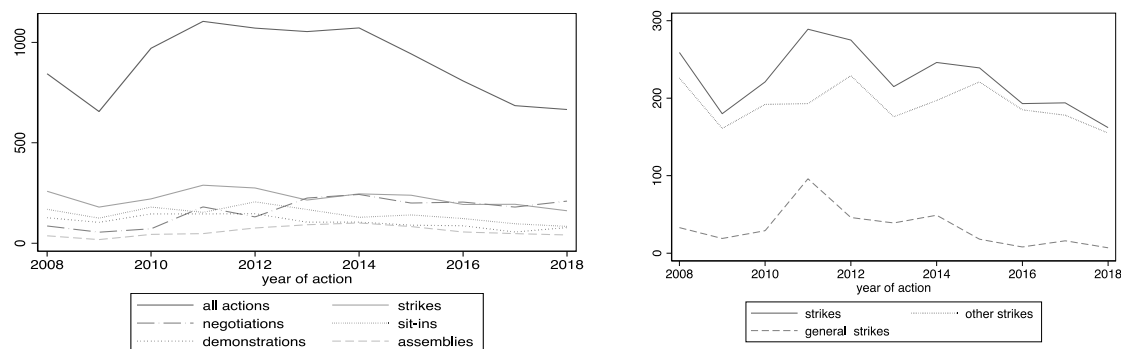 1000
500
0
2008 2010 2012 2014 2016 2018
year of action
all actions strikes
negotiations sit-ins
demonstrations assemblies
300
200
100
0
2008 2010 2012 2014 2016 2018
year of action
strikes other strikes
general strikes